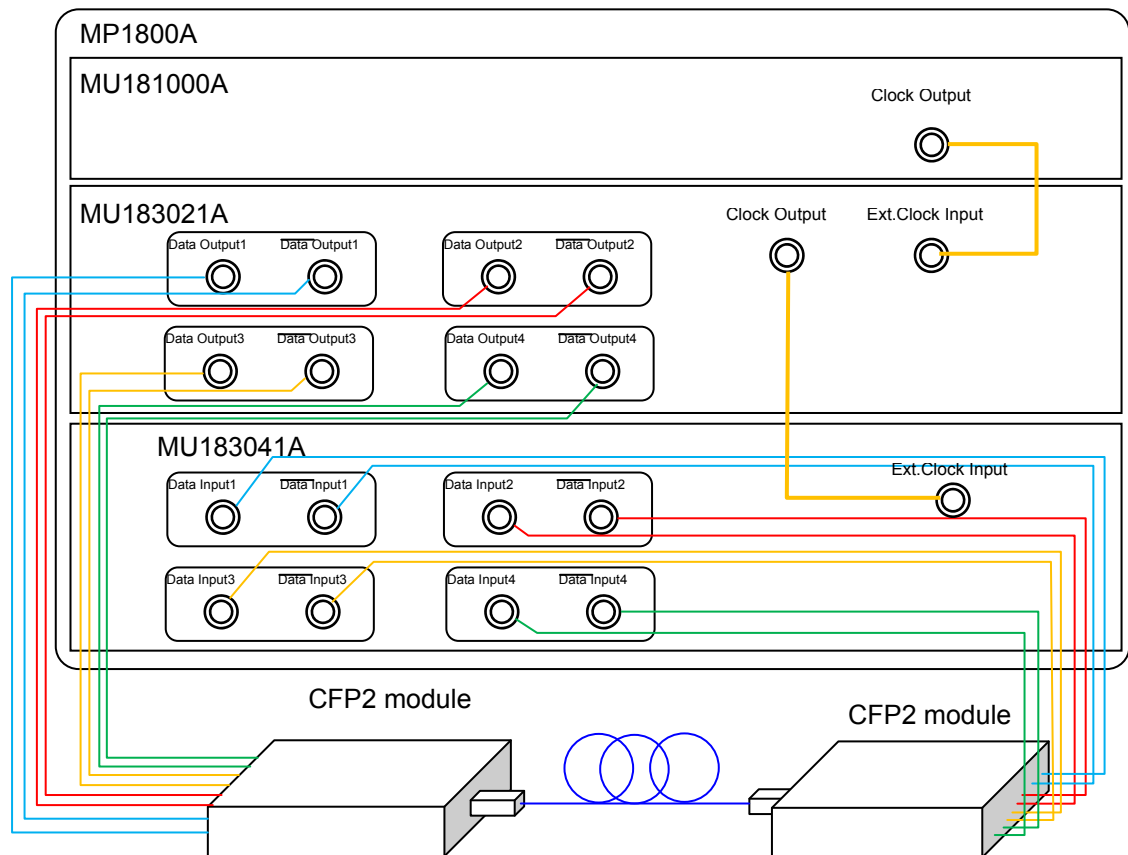 MP1800A
MU181000A
Clock Output
MU183021A
Clock Output
Ext.Clock Input
Data Output1
Data Output1
Data Output2
Data Output2
Data Output3
Data Output3
Data Output4
Data Output4
MU183041A
Ext.Clock Input
Data Input1
Data Input1
Data Input2
Data Input2
Data Input3
Data Input3
Data Input4
Data Input4
CFP2 module
CFP2 module